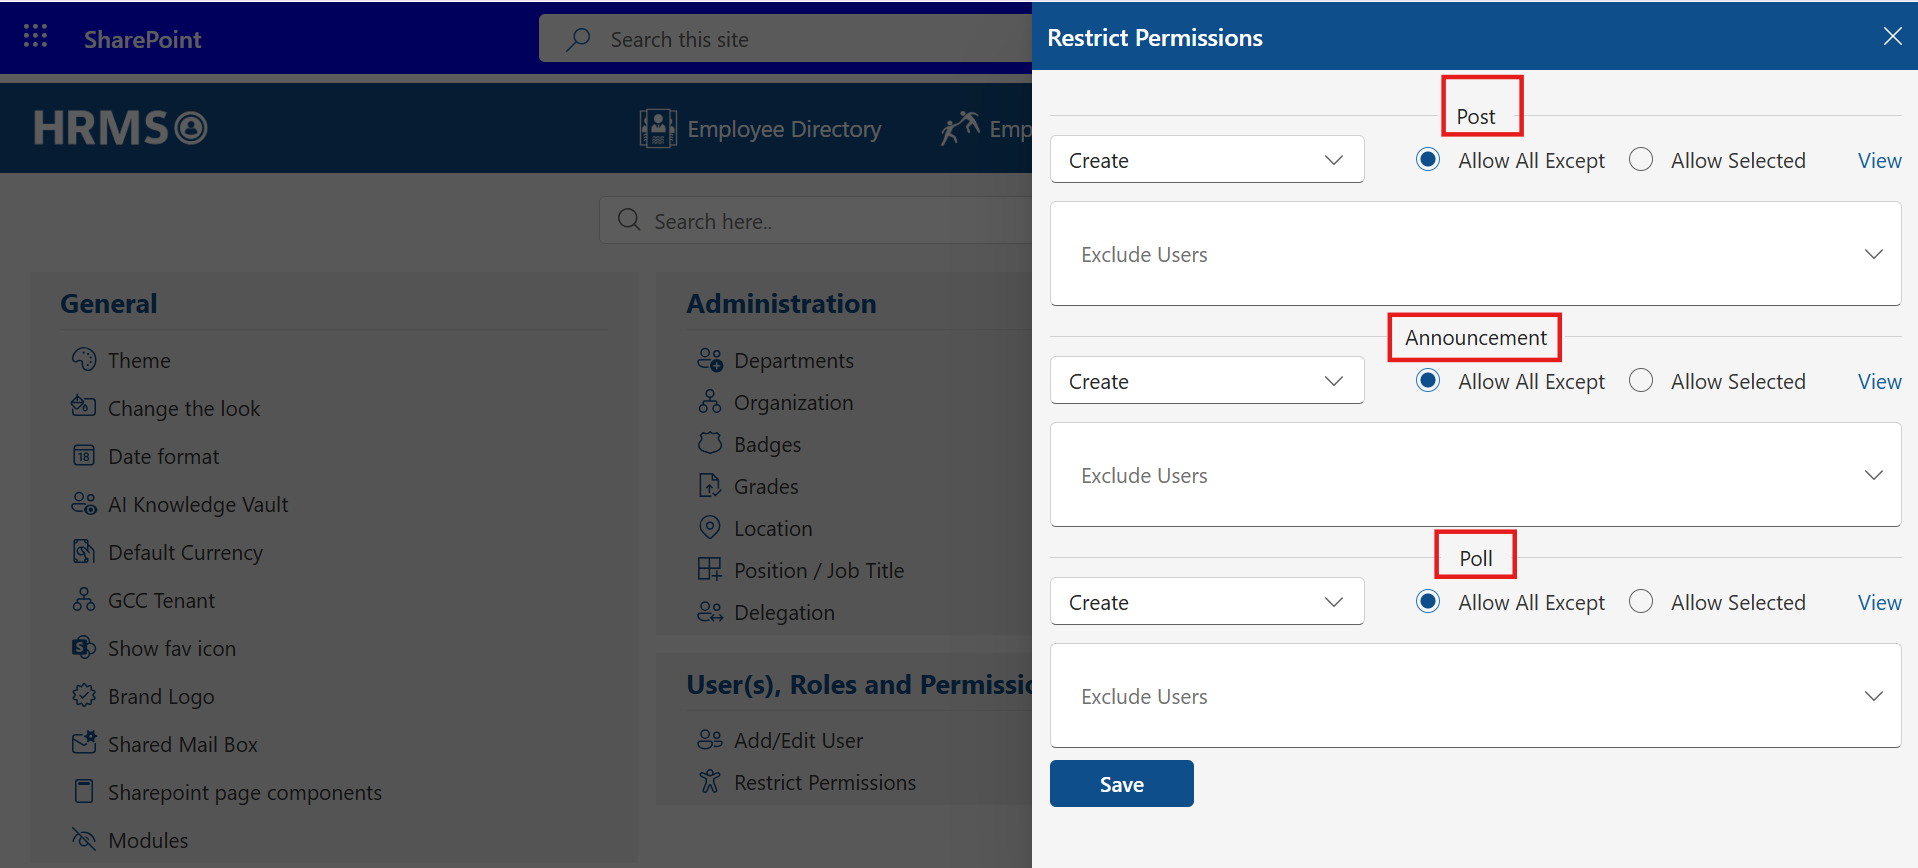 SharePoint
Search this site
HRMS
Employee Directory
Emp
Search here..
General
Theme
Change the look
18
Date format
AI Knowledge Vault
Default Currency
GCC Tenant
S
Show fav icon
Brand Logo
Shared Mail Box
Sharepoint page components
Modules
Administration
Departments
Organization
Badges
Grades
Location
Position / Job Title
Delegation
User(s), Roles and Permissio
Add/Edit User
Restrict Permissions
Restrict Permissions
Post
Create
Allow All Except
Allow Selected
View
Exclude Users
Announcement
Create
Allow All Except
Allow Selected
View
Exclude Users
Poll
Create
Allow All Except
Allow Selected
View
Exclude Users
Save